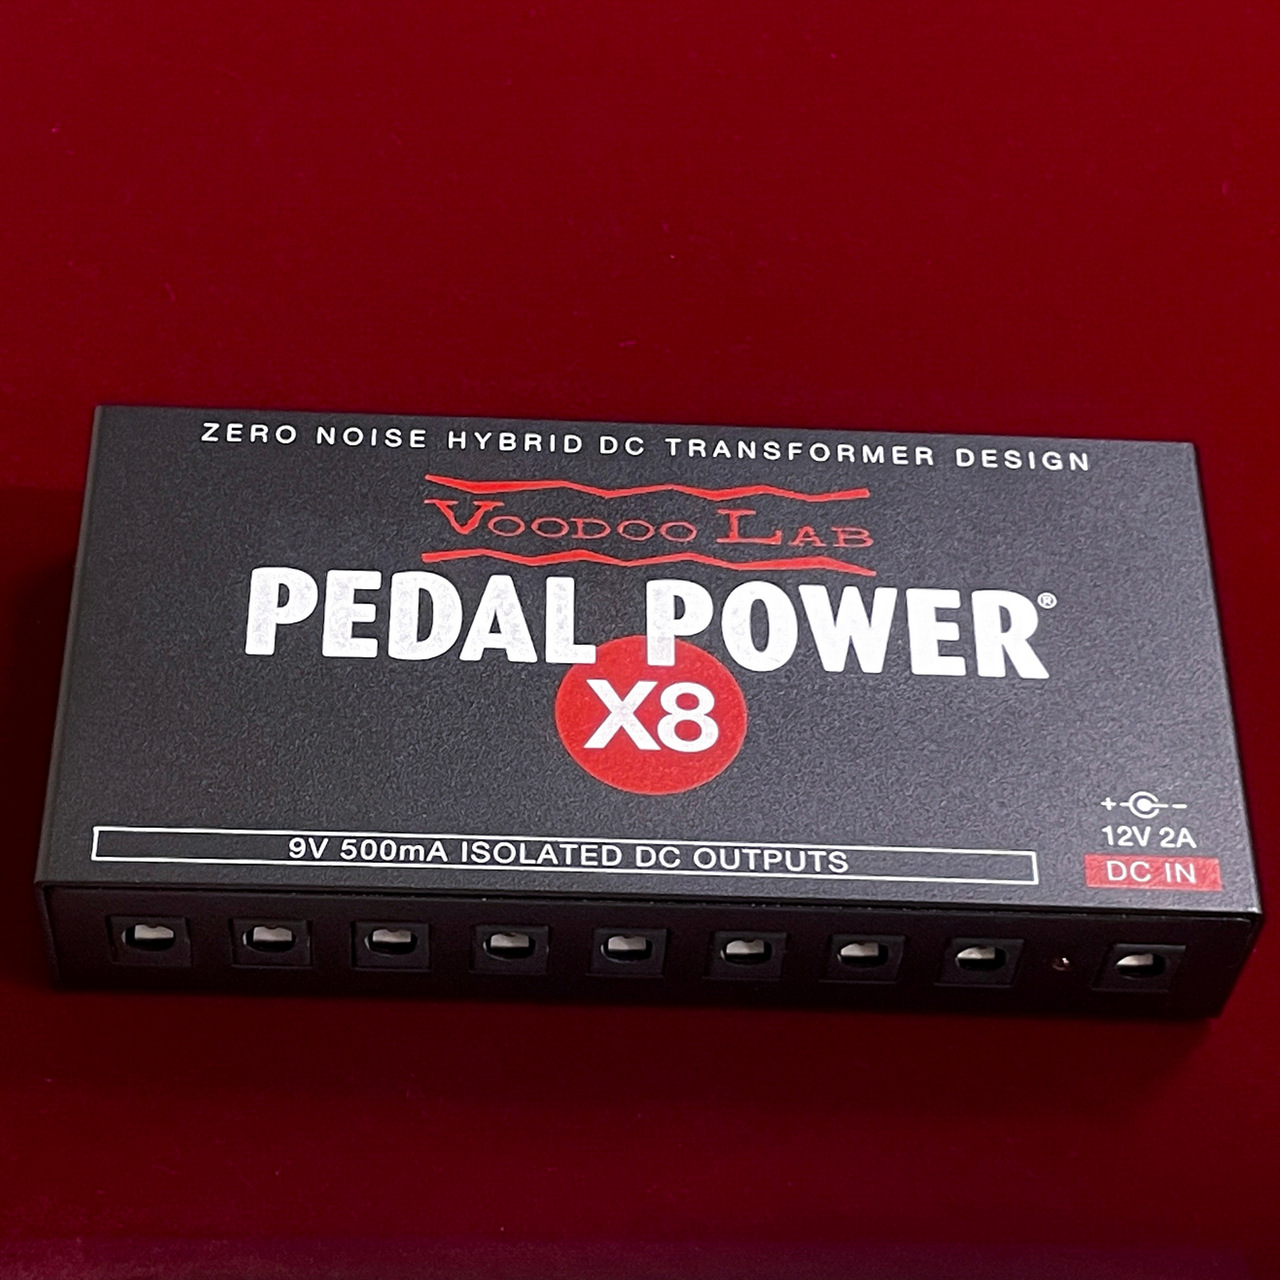 ZERO NOISE HYBRID DC TRANSFORMER DESIGN
VOODOO LAB
PEDAL POWER®
X8
+ -
12V 2A
9V 500mA ISOLATED DC OUTPUTS
DC IN